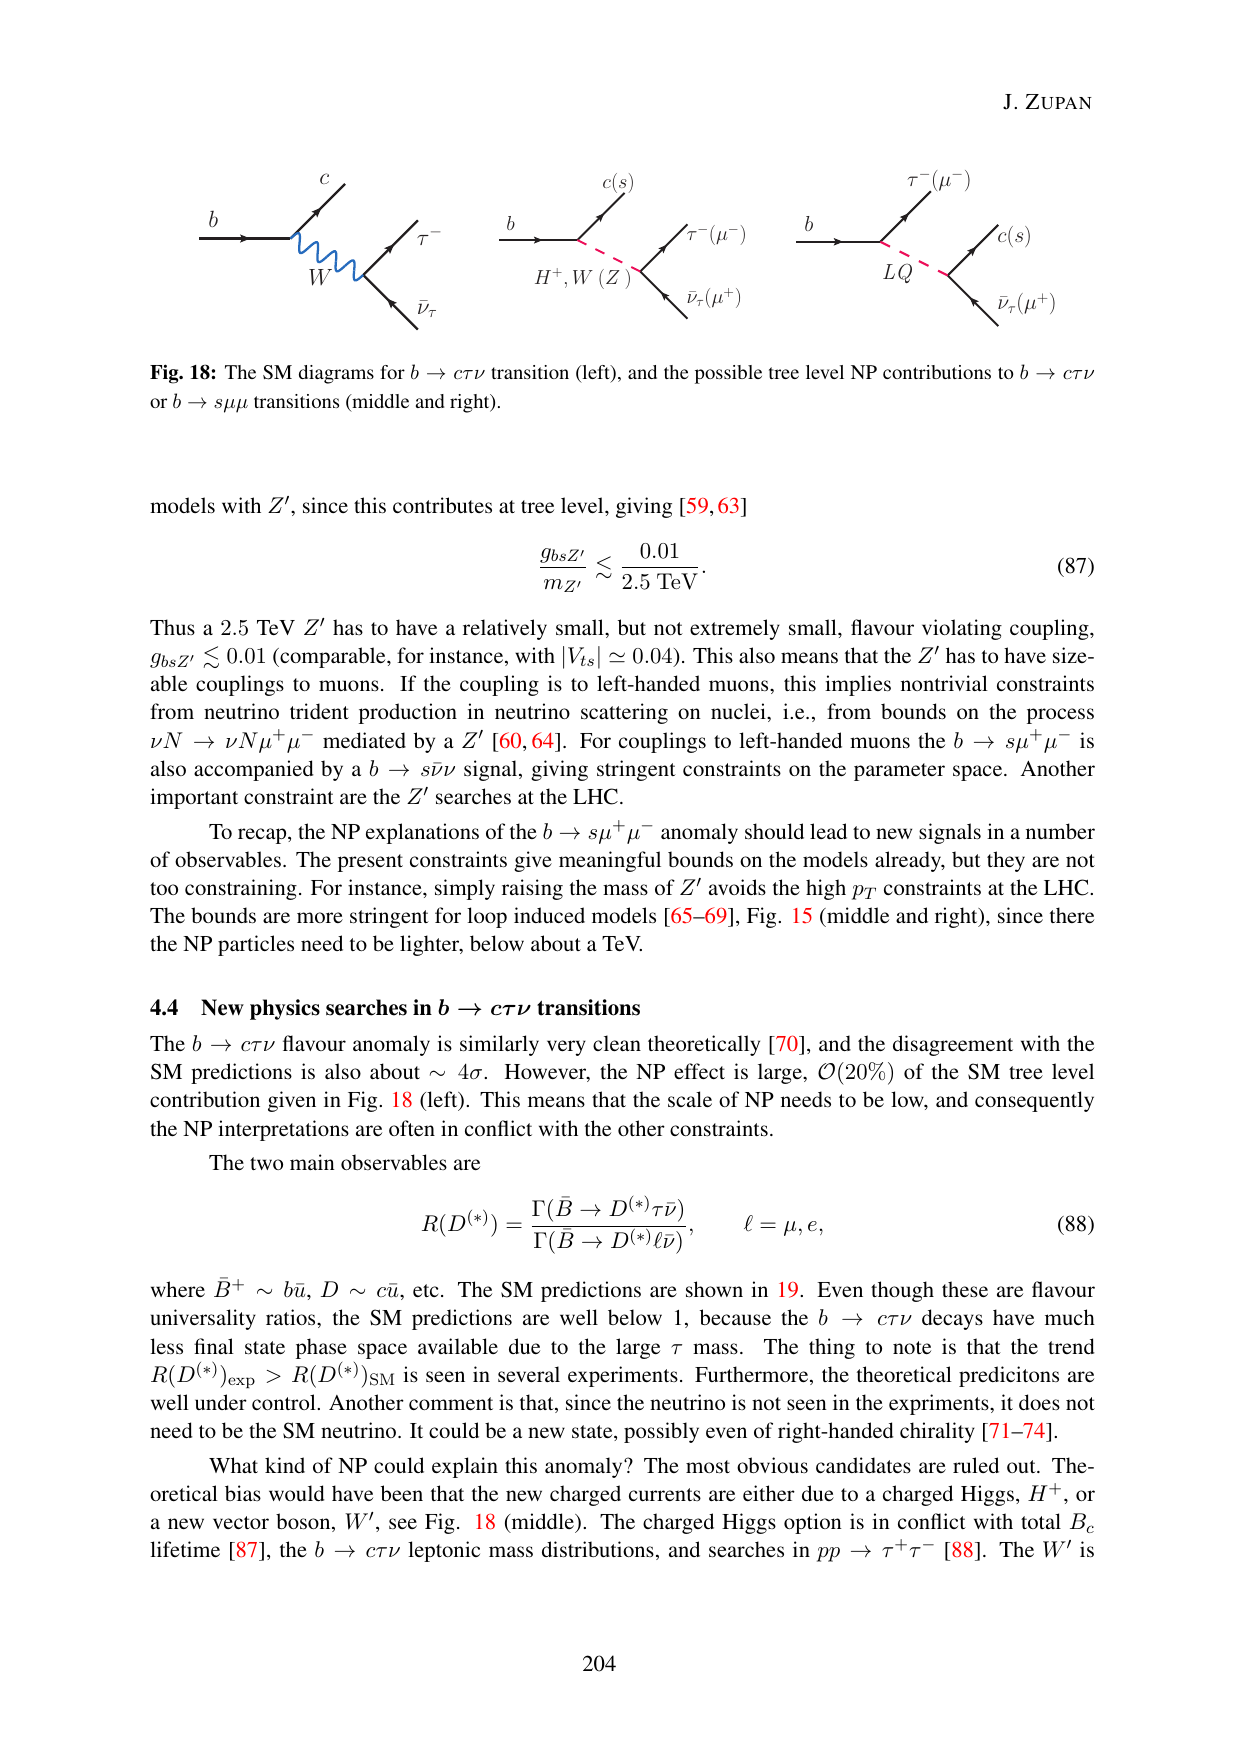 J. ZUPAN
b
c
W
τ⁻
ν̄τ
b
c(s)
H⁺, W (Z )
τ⁻(μ⁻)
ν̄τ(μ⁺)
b
τ⁻(μ⁻)
LQ
c(s)
ν̄τ(μ⁺)
Fig. 18: The SM diagrams for b → cτν transition (left), and the possible tree level NP contributions to b → cτν
or b → sμμ transitions (middle and right).
models with Z′, since this contributes at tree level, giving [59,63]
g_{bsZ′}/m_{Z′} ≲ 0.01/2.5 TeV. (87)
Thus a 2.5 TeV Z′ has to have a relatively small, but not extremely small, flavour violating coupling,
g_{bsZ′} ≲ 0.01 (comparable, for instance, with |V_{ts}| ≃ 0.04). This also means that the Z′ has to have size-
able couplings to muons. If the coupling is to left-handed muons, this implies nontrivial constraints
from neutrino trident production in neutrino scattering on nuclei, i.e., from bounds on the process
νN → νNμ⁺μ⁻ mediated by a Z′ [60,64]. For couplings to left-handed muons the b → sμ⁺μ⁻ is
also accompanied by a b → sν̄ν signal, giving stringent constraints on the parameter space. Another
important constraint are the Z′ searches at the LHC.
To recap, the NP explanations of the b → sμ⁺μ⁻ anomaly should lead to new signals in a number
of observables. The present constraints give meaningful bounds on the models already, but they are not
too constraining. For instance, simply raising the mass of Z′ avoids the high p_T constraints at the LHC.
The bounds are more stringent for loop induced models [65–69], Fig. 15 (middle and right), since there
the NP particles need to be lighter, below about a TeV.
4.4 New physics searches in b → cτν transitions
The b → cτν flavour anomaly is similarly very clean theoretically [70], and the disagreement with the
SM predictions is also about ∼ 4σ. However, the NP effect is large, O(20%) of the SM tree level
contribution given in Fig. 18 (left). This means that the scale of NP needs to be low, and consequently
the NP interpretations are often in conflict with the other constraints.
The two main observables are
R(D^{(*)}) = Γ(B̄ → D^{(*)}τν̄)/Γ(B̄ → D^{(*)}ℓν̄), ℓ = μ, e, (88)
where B̄⁺ ∼ bū, D ∼ cū, etc. The SM predictions are shown in 19. Even though these are flavour
universality ratios, the SM predictions are well below 1, because the b → cτν decays have much
less final state phase space available due to the large τ mass. The thing to note is that the trend
R(D^{(*)})_{exp} > R(D^{(*)})_{SM} is seen in several experiments. Furthermore, the theoretical predicitons are
well under control. Another comment is that, since the neutrino is not seen in the expriments, it does not
need to be the SM neutrino. It could be a new state, possibly even of right-handed chirality [71–74].
What kind of NP could explain this anomaly? The most obvious candidates are ruled out. The-
oretical bias would have been that the new charged currents are either due to a charged Higgs, H⁺, or
a new vector boson, W′, see Fig. 18 (middle). The charged Higgs option is in conflict with total B_c
lifetime [87], the b → cτν leptonic mass distributions, and searches in pp → τ⁺τ⁻ [88]. The W′ is
204